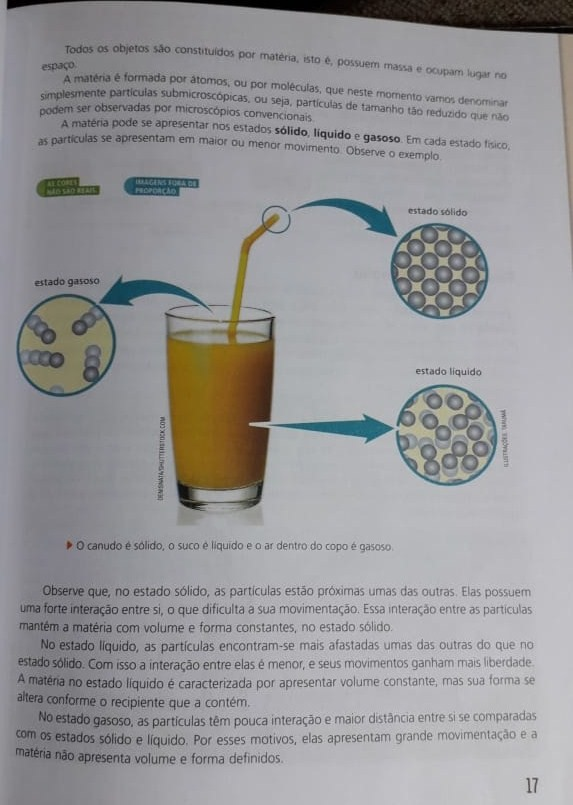 Todos os objetos são constituídos por matéria, isto é, possuem massa e ocupam lugar no
espaço.
A matéria é formada por átomos, ou por moléculas, que neste momento vamos denominar
simplesmente partículas submicroscópicas, ou seja, partículas de tamanho tão reduzido que não
podem ser observadas por microscópios convencionais.
A matéria pode se apresentar nos estados sólido, líquido e gasoso. Em cada estado físico,
as partículas se apresentam em maior ou menor movimento. Observe o exemplo.
AS CORES
NÃO SÃO REAIS.
IMAGENS FORA DE
PROPORÇÃO
estado sólido
estado gasoso
estado líquido
DENISNATA/SHUTTERSTOCK.COM
ILUSTRAÇÕES: TARUMÃ
O canudo é sólido, o suco é líquido e o ar dentro do copo é gasoso.
Observe que, no estado sólido, as partículas estão próximas umas das outras. Elas possuem
uma forte interação entre si, o que dificulta a sua movimentação. Essa interação entre as partículas
mantém a matéria com volume e forma constantes, no estado sólido.
No estado líquido, as partículas encontram-se mais afastadas umas das outras do que no
estado sólido. Com isso a interação entre elas é menor, e seus movimentos ganham mais liberdade.
A matéria no estado líquido é caracterizada por apresentar volume constante, mas sua forma se
altera conforme o recipiente que a contém.
No estado gasoso, as partículas têm pouca interação e maior distância entre si se comparadas
com os estados sólido e líquido. Por esses motivos, elas apresentam grande movimentação e a
matéria não apresenta volume e forma definidos.
17